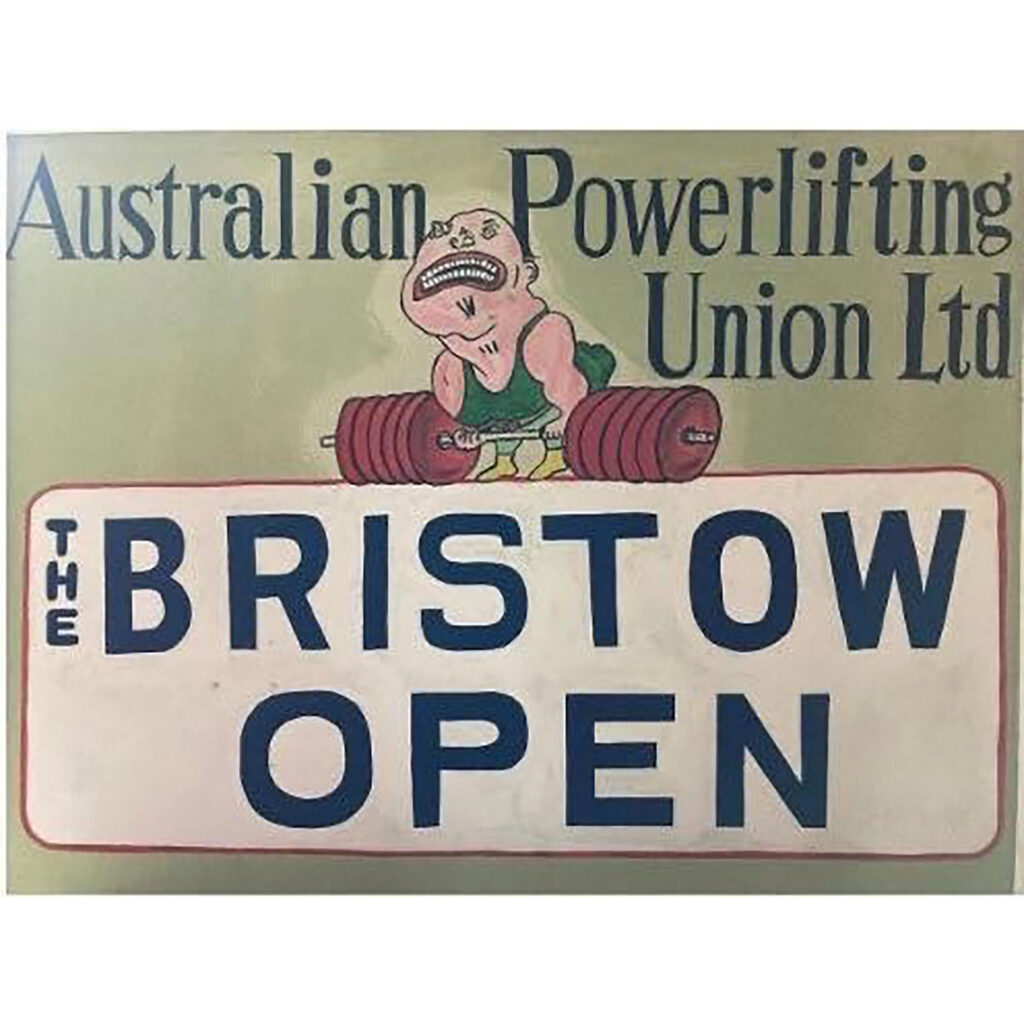 Australian Powerlifting
Union Ltd
THE BRISTOW
OPEN